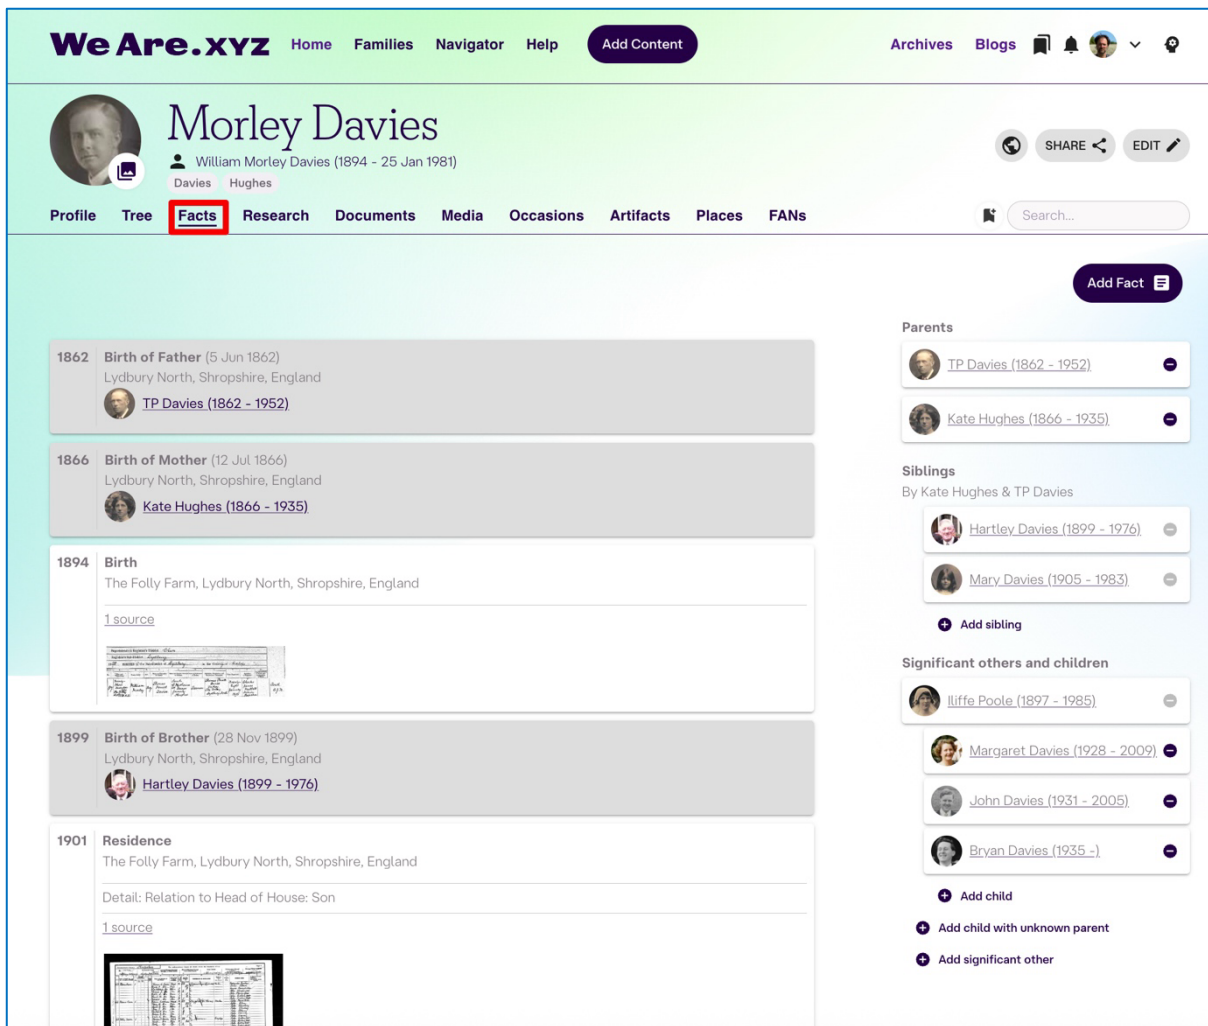 We Are.xyz Home Families Navigator Help Add Content Archives Blogs
Morley Davies
William Morley Davies (1894 - 25 Jan 1981)
Davies Hughes
SHARE EDIT
Profile Tree Facts Research Documents Media Occasions Artifacts Places FANs Search...
Add Fact
1862 Birth of Father (5 Jun 1862)
Lydbury North, Shropshire, England
TP Davies (1862 - 1952)
1866 Birth of Mother (12 Jul 1866)
Lydbury North, Shropshire, England
Kate Hughes (1866 - 1935)
1894 Birth
The Folly Farm, Lydbury North, Shropshire, England
1 source
1899 Birth of Brother (28 Nov 1899)
Lydbury North, Shropshire, England
Hartley Davies (1899 - 1976)
1901 Residence
The Folly Farm, Lydbury North, Shropshire, England
Detail: Relation to Head of House: Son
1 source
Parents
TP Davies (1862 - 1952)
Kate Hughes (1866 - 1935)
Siblings
By Kate Hughes & TP Davies
Hartley Davies (1899 - 1976)
Mary Davies (1905 - 1983)
Add sibling
Significant others and children
Iliffe Poole (1897 - 1985)
Margaret Davies (1928 - 2009)
John Davies (1931 - 2005)
Bryan Davies (1935 -)
Add child
Add child with unknown parent
Add significant other